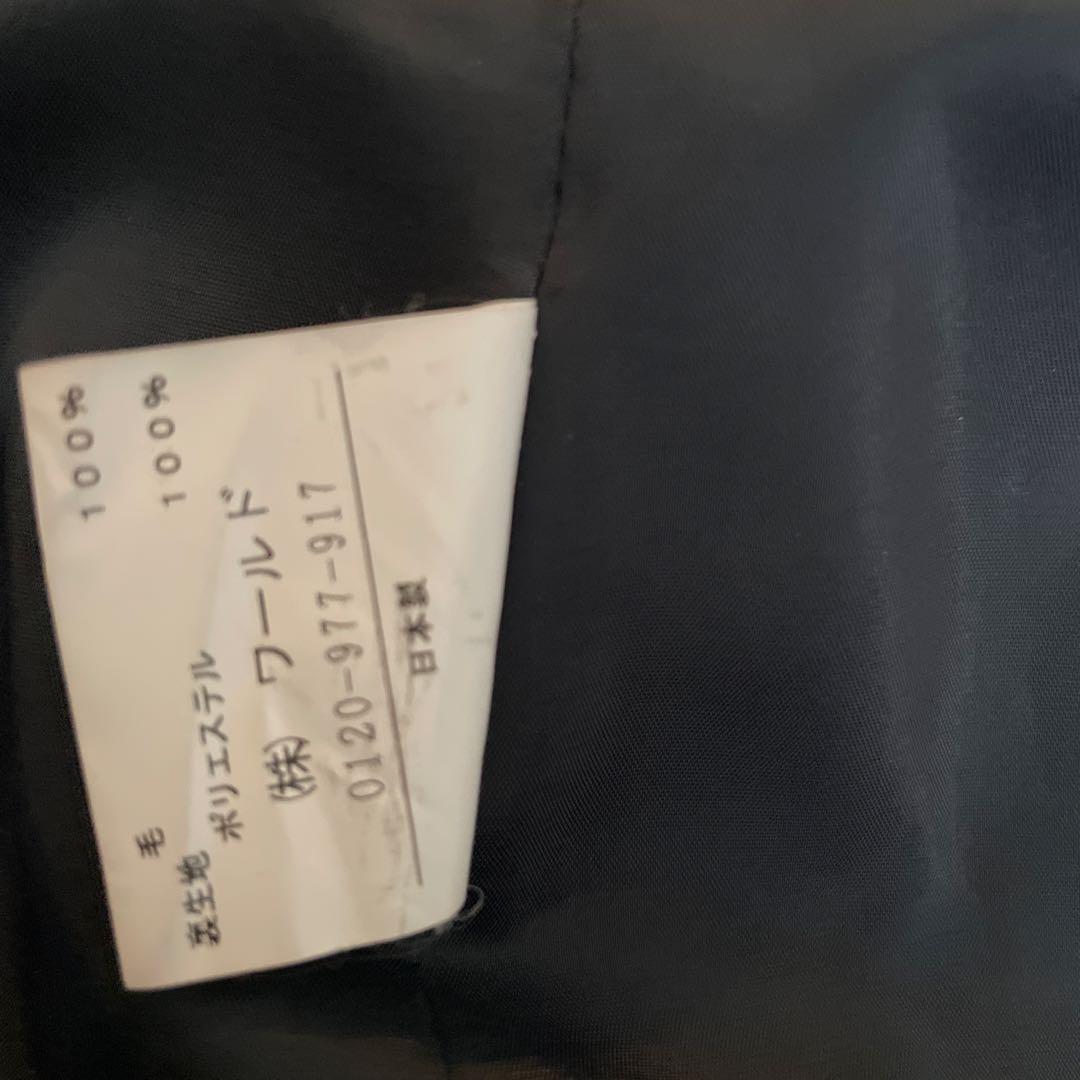 毛 100%
裏生地
ポリエステル 100%
(株) ワールド
0120-977-917
日本製